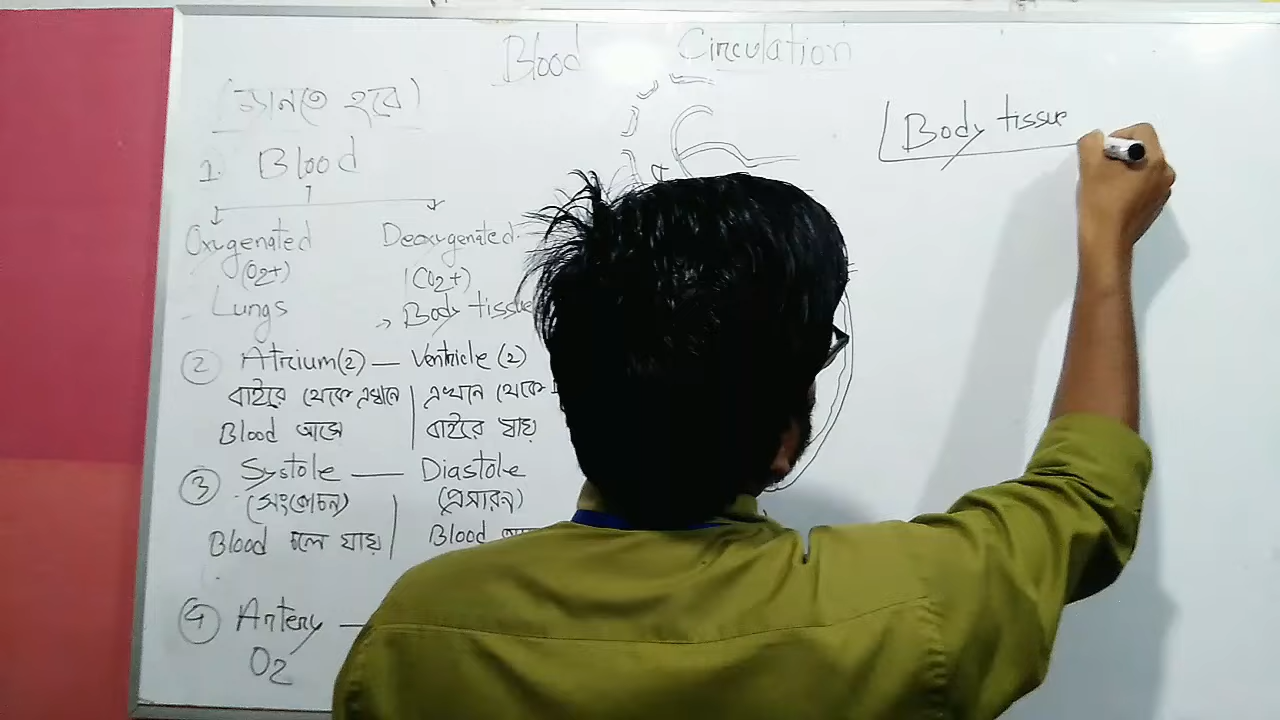 Blood Circulation
(জানতে হবে)
1. Blood
Oxygenated Deoxygenated
(O2+) (CO2+)
Lungs → Body tissue
② Atrium(2) — Ventricle (2)
বাইরে থেকে এখানে | এখান থেকে
Blood আসে | বাইরে যায়
③ Systole — Diastole
(সংকোচন) (প্রসারন)
Blood চলে যায় | Blood
④ Artery —
O2
Body tissue